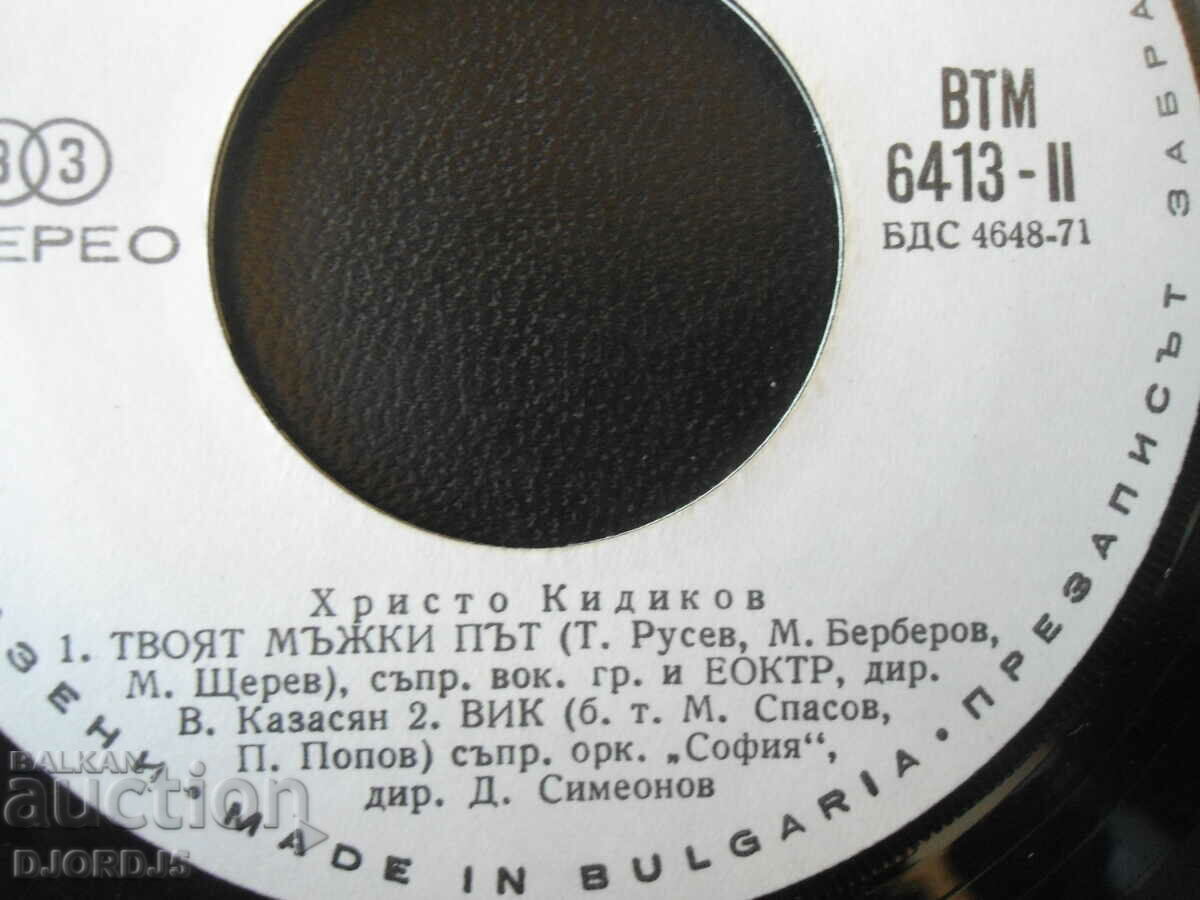 33
ВТМ
6413-II
ЕРЕО
БДС 4648-71
Христо Кидиков
1. ТВОЯТ МЪЖКИ ПЪТ (Т. Русев, М. Берберов,
М. Щерев), съпр. вок. гр. и ЕОКТР, дир.
В. Казасян 2. ВИК (б. т. М. Спасов,
П. Попов) съпр. орк. „София“,
дир. Д. Симеонов
MADE IN BULGARIA • ПРЕЗАПИСЪТ ЗАБРА
BALKAN
auction
DJORDJ5